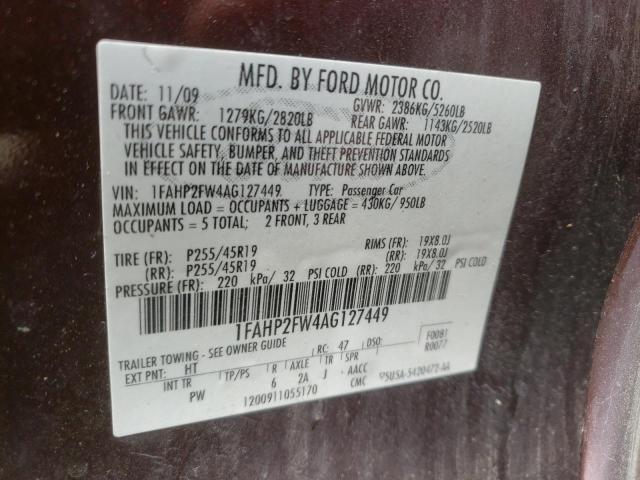 MFD. BY FORD MOTOR CO.
DATE: 11/09 GVWR: 2386KG/5260LB
FRONT GAWR: 1279KG/2820LB REAR GAWR: 1143KG/2520LB
THIS VEHICLE CONFORMS TO ALL APPLICABLE FEDERAL MOTOR
VEHICLE SAFETY, BUMPER, AND THEFT PREVENTION STANDARDS
IN EFFECT ON THE DATE OF MANUFACTURE SHOWN ABOVE.
VIN: 1FAHP2FW4AG127449 TYPE: Passenger Car
MAXIMUM LOAD = OCCUPANTS + LUGGAGE = 430KG/950LB
OCCUPANTS = 5 TOTAL; 2 FRONT, 3 REAR
TIRE (FR): P255/45R19 RIMS (FR): 19X8.0J
(RR): P255/45R19 (RR): 19X8.0J
PRESSURE (FR): 220 kPa/ 32 PSI COLD (RR): 220 kPa/ 32 PSI COLD
1FAHP2FW4AG127449
TRAILER TOWING - SEE OWNER GUIDE RC: 47 DSO: F0081
R0077
EXT PNT: HT INT TR TP/PS R AXLE TR SPR
PW 6 2A J AACC
CMC
1200911055170
5U5A-5420472-AA